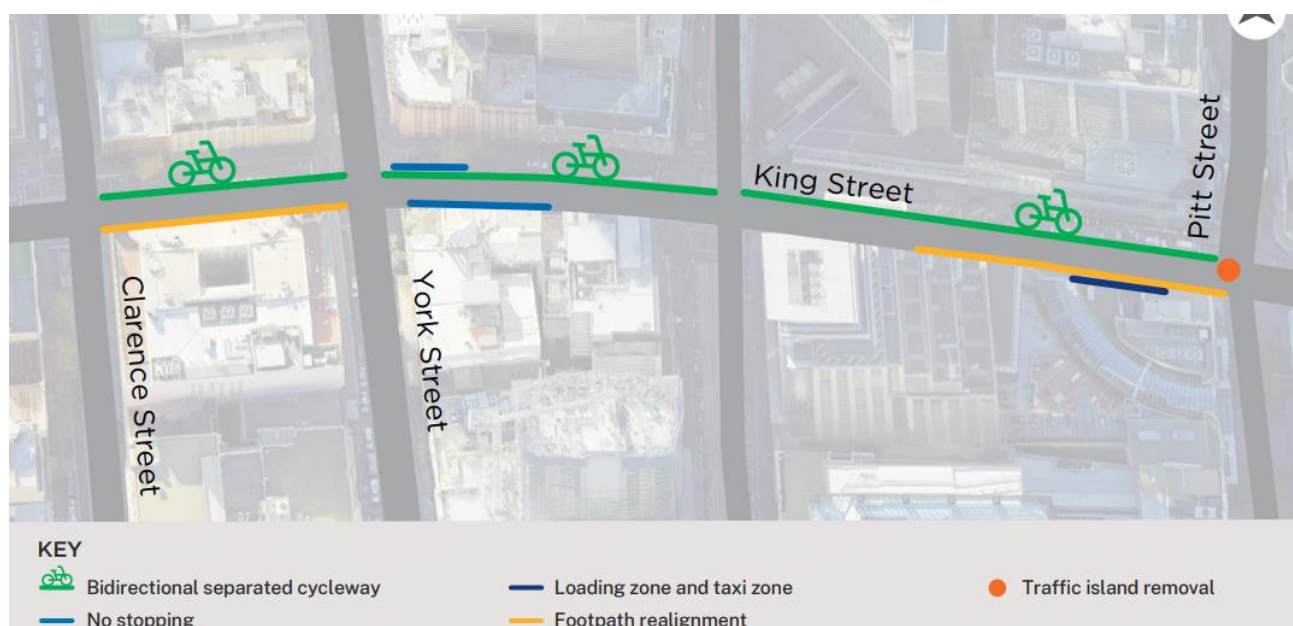 King Street
Pitt Street
Clarence Street
York Street
KEY
Bidirectional separated cycleway
No stopping
Loading zone and taxi zone
Footpath realignment
Traffic island removal